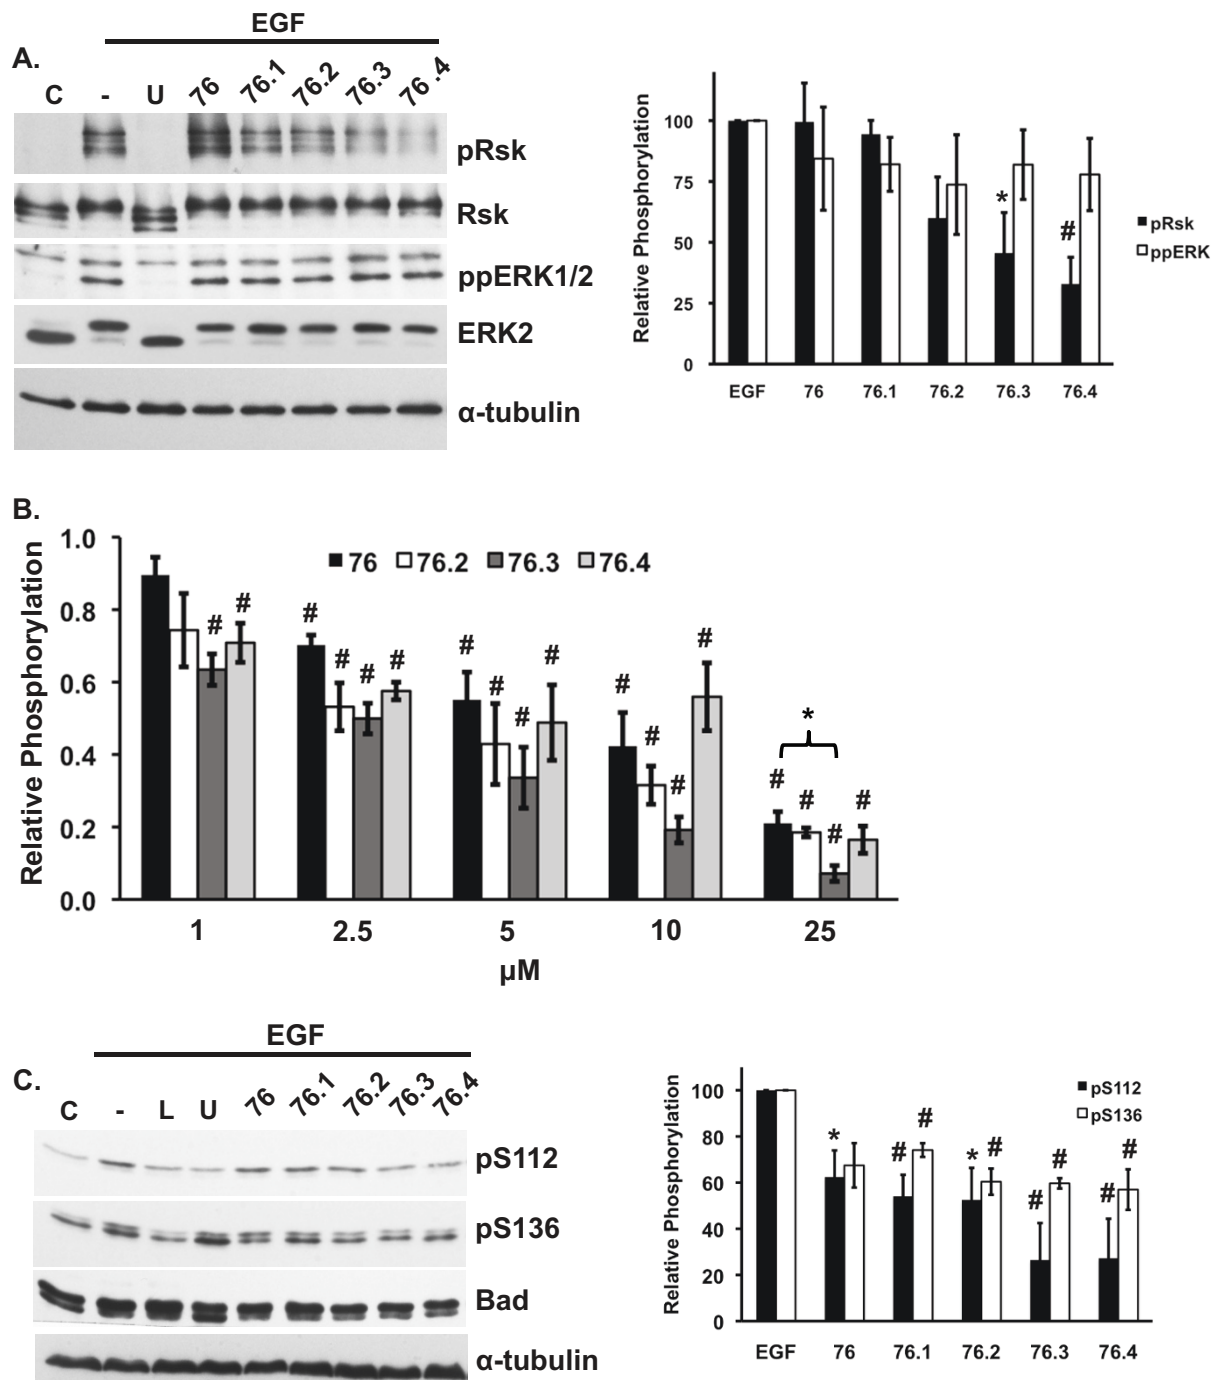 EGF
A.
C - U 76 76.1 76.2 76.3 76.4
pRsk
Rsk
ppERK1/2
ERK2
α-tubulin
Relative Phosphorylation
100
75
50
25
0
* #
pRsk
ppERK
EGF 76 76.1 76.2 76.3 76.4
B.
Relative Phosphorylation
1.0
0.8
0.6
0.4
0.2
0.0
76 76.2 76.3 76.4
# #
# # # #
# # # #
# # # #
*
# # # #
1 2.5 5 10 25
µM
EGF
C.
C - L U 76 76.1 76.2 76.3 76.4
pS112
pS136
Bad
α-tubulin
Relative Phosphorylation
100
80
60
40
20
0
pS112
pS136
* # # * # # # # #
EGF 76 76.1 76.2 76.3 76.4